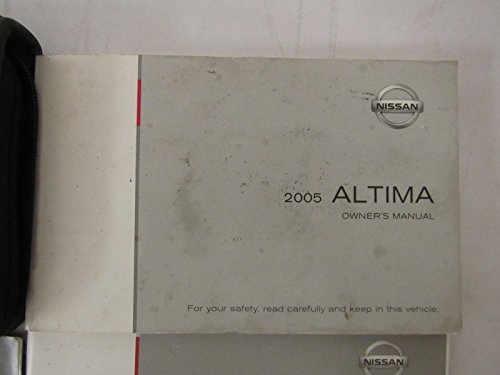 NISSAN
2005 ALTIMA
OWNER'S MANUAL
For your safety, read carefully and keep in this vehicle.
NISSAN